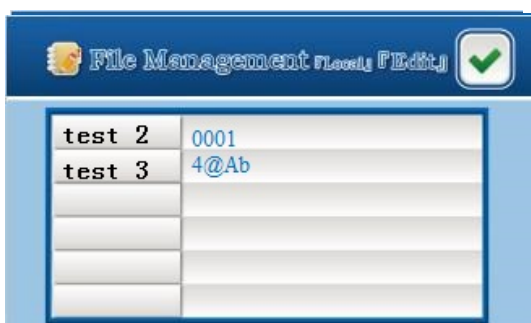 File Management 「Local」「Edit」
test 2 0001
test 3 4@Ab